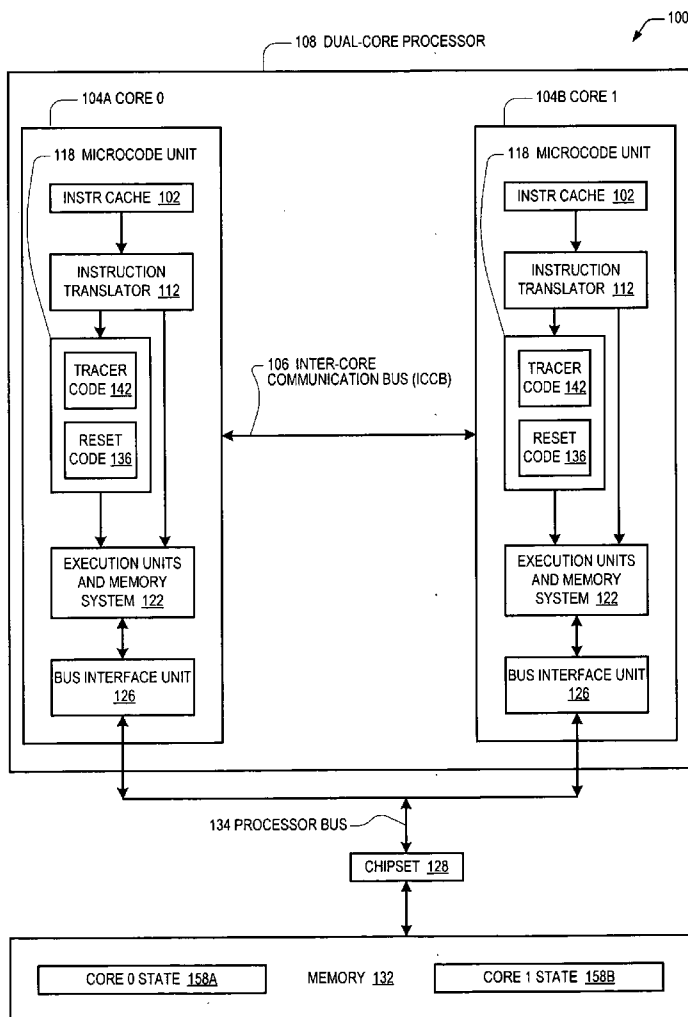 100
108 DUAL-CORE PROCESSOR
104A CORE 0
118 MICROCODE UNIT
INSTR CACHE 102
INSTRUCTION
TRANSLATOR 112
TRACER
CODE 142
RESET
CODE 136
EXECUTION UNITS
AND MEMORY
SYSTEM 122
BUS INTERFACE UNIT
126
106 INTER-CORE
COMMUNICATION BUS (ICCB)
104B CORE 1
118 MICROCODE UNIT
INSTR CACHE 102
INSTRUCTION
TRANSLATOR 112
TRACER
CODE 142
RESET
CODE 136
EXECUTION UNITS
AND MEMORY
SYSTEM 122
BUS INTERFACE UNIT
126
134 PROCESSOR BUS
CHIPSET 128
CORE 0 STATE 158A
MEMORY 132
CORE 1 STATE 158B